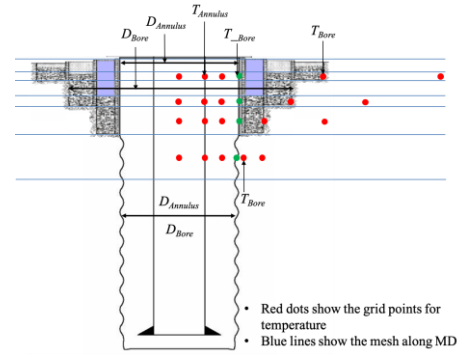 T_Annulus
D_Annulus
D_Bore
T_Bore
T_Bore
D_Annulus
T_Bore
D_Bore
• Red dots show the grid points for
temperature
• Blue lines show the mesh along MD